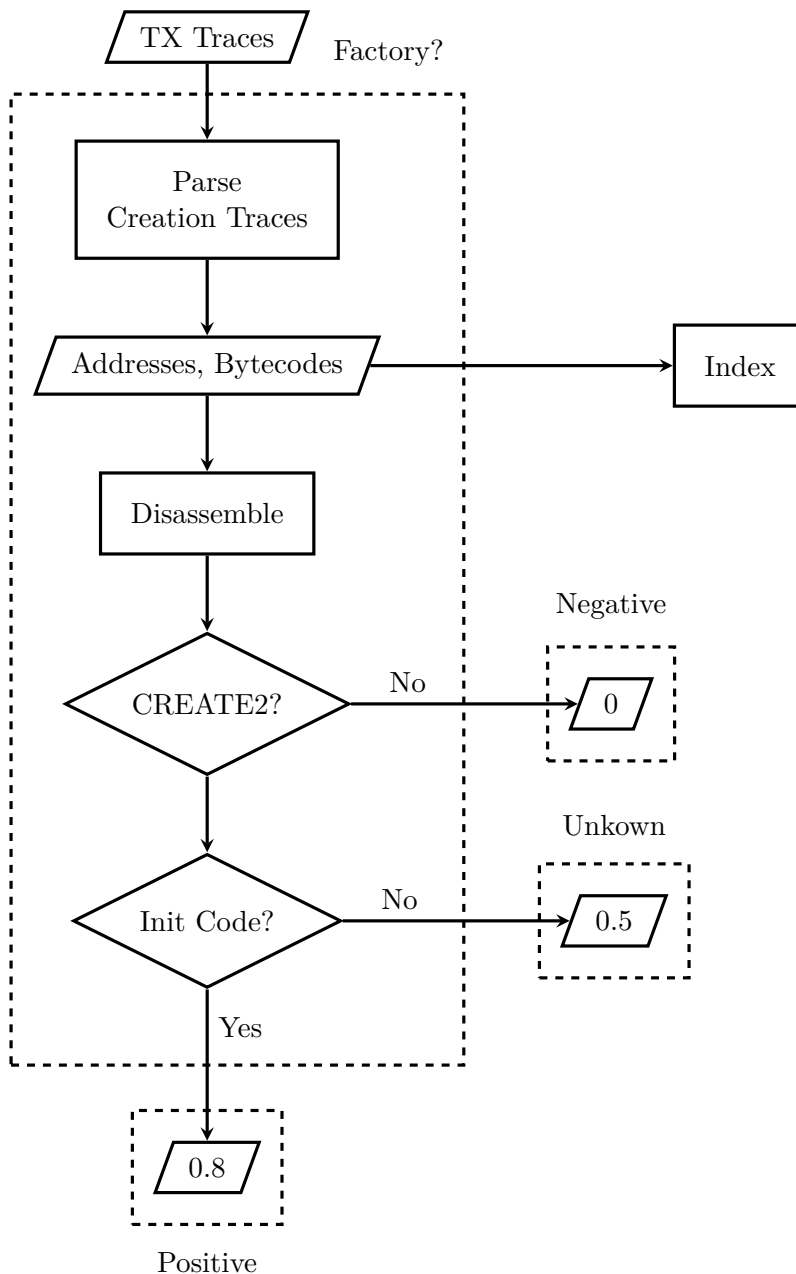 TX Traces
Factory?
Parse
Creation Traces
Addresses, Bytecodes
Index
Disassemble
Negative
CREATE2?
No
0
Unkown
Init Code?
No
0.5
Yes
0.8
Positive